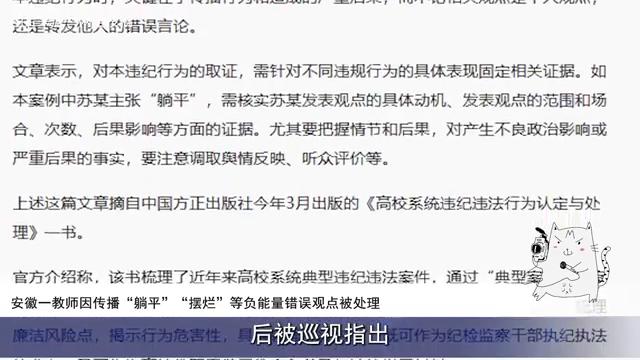 还是转发他人的错误言论。
文章表示，对本违纪行为的取证，需针对不同违规行为的具体表现固定相关证据。如
本案例中苏某主张“躺平”，需核实苏某发表观点的具体动机、发表观点的范围和场
合、次数、后果影响等方面的证据。尤其要把握情节和后果，对产生不良政治影响或
严重后果的事实，要注意调取舆情反映、听众评价等。
上述这篇文章摘自中国方正出版社今年3月出版的《高校系统违纪违法行为认定与处
理》一书。
官方介绍称，该书梳理了近年来高校系统典型违纪违法案件，通过“典型案
安徽一教师因传播“躺平”“摆烂”等负能量错误观点被处理
廉洁风险点，揭示行为危害性，具
既可作为纪检监察干部执纪执法
后被巡视指出